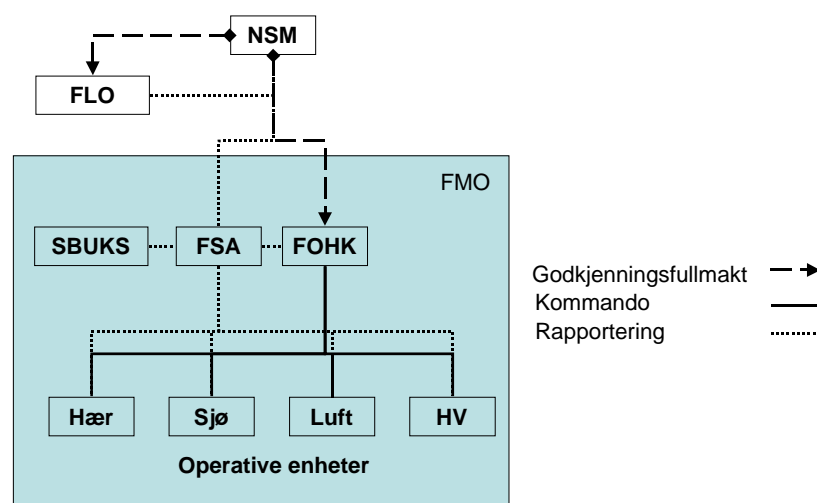 NSM
FLO
FMO
SBUKS FSA FOHK
Godkjenningsfullmakt
Kommando
Rapportering
Hær Sjø Luft HV
Operative enheter